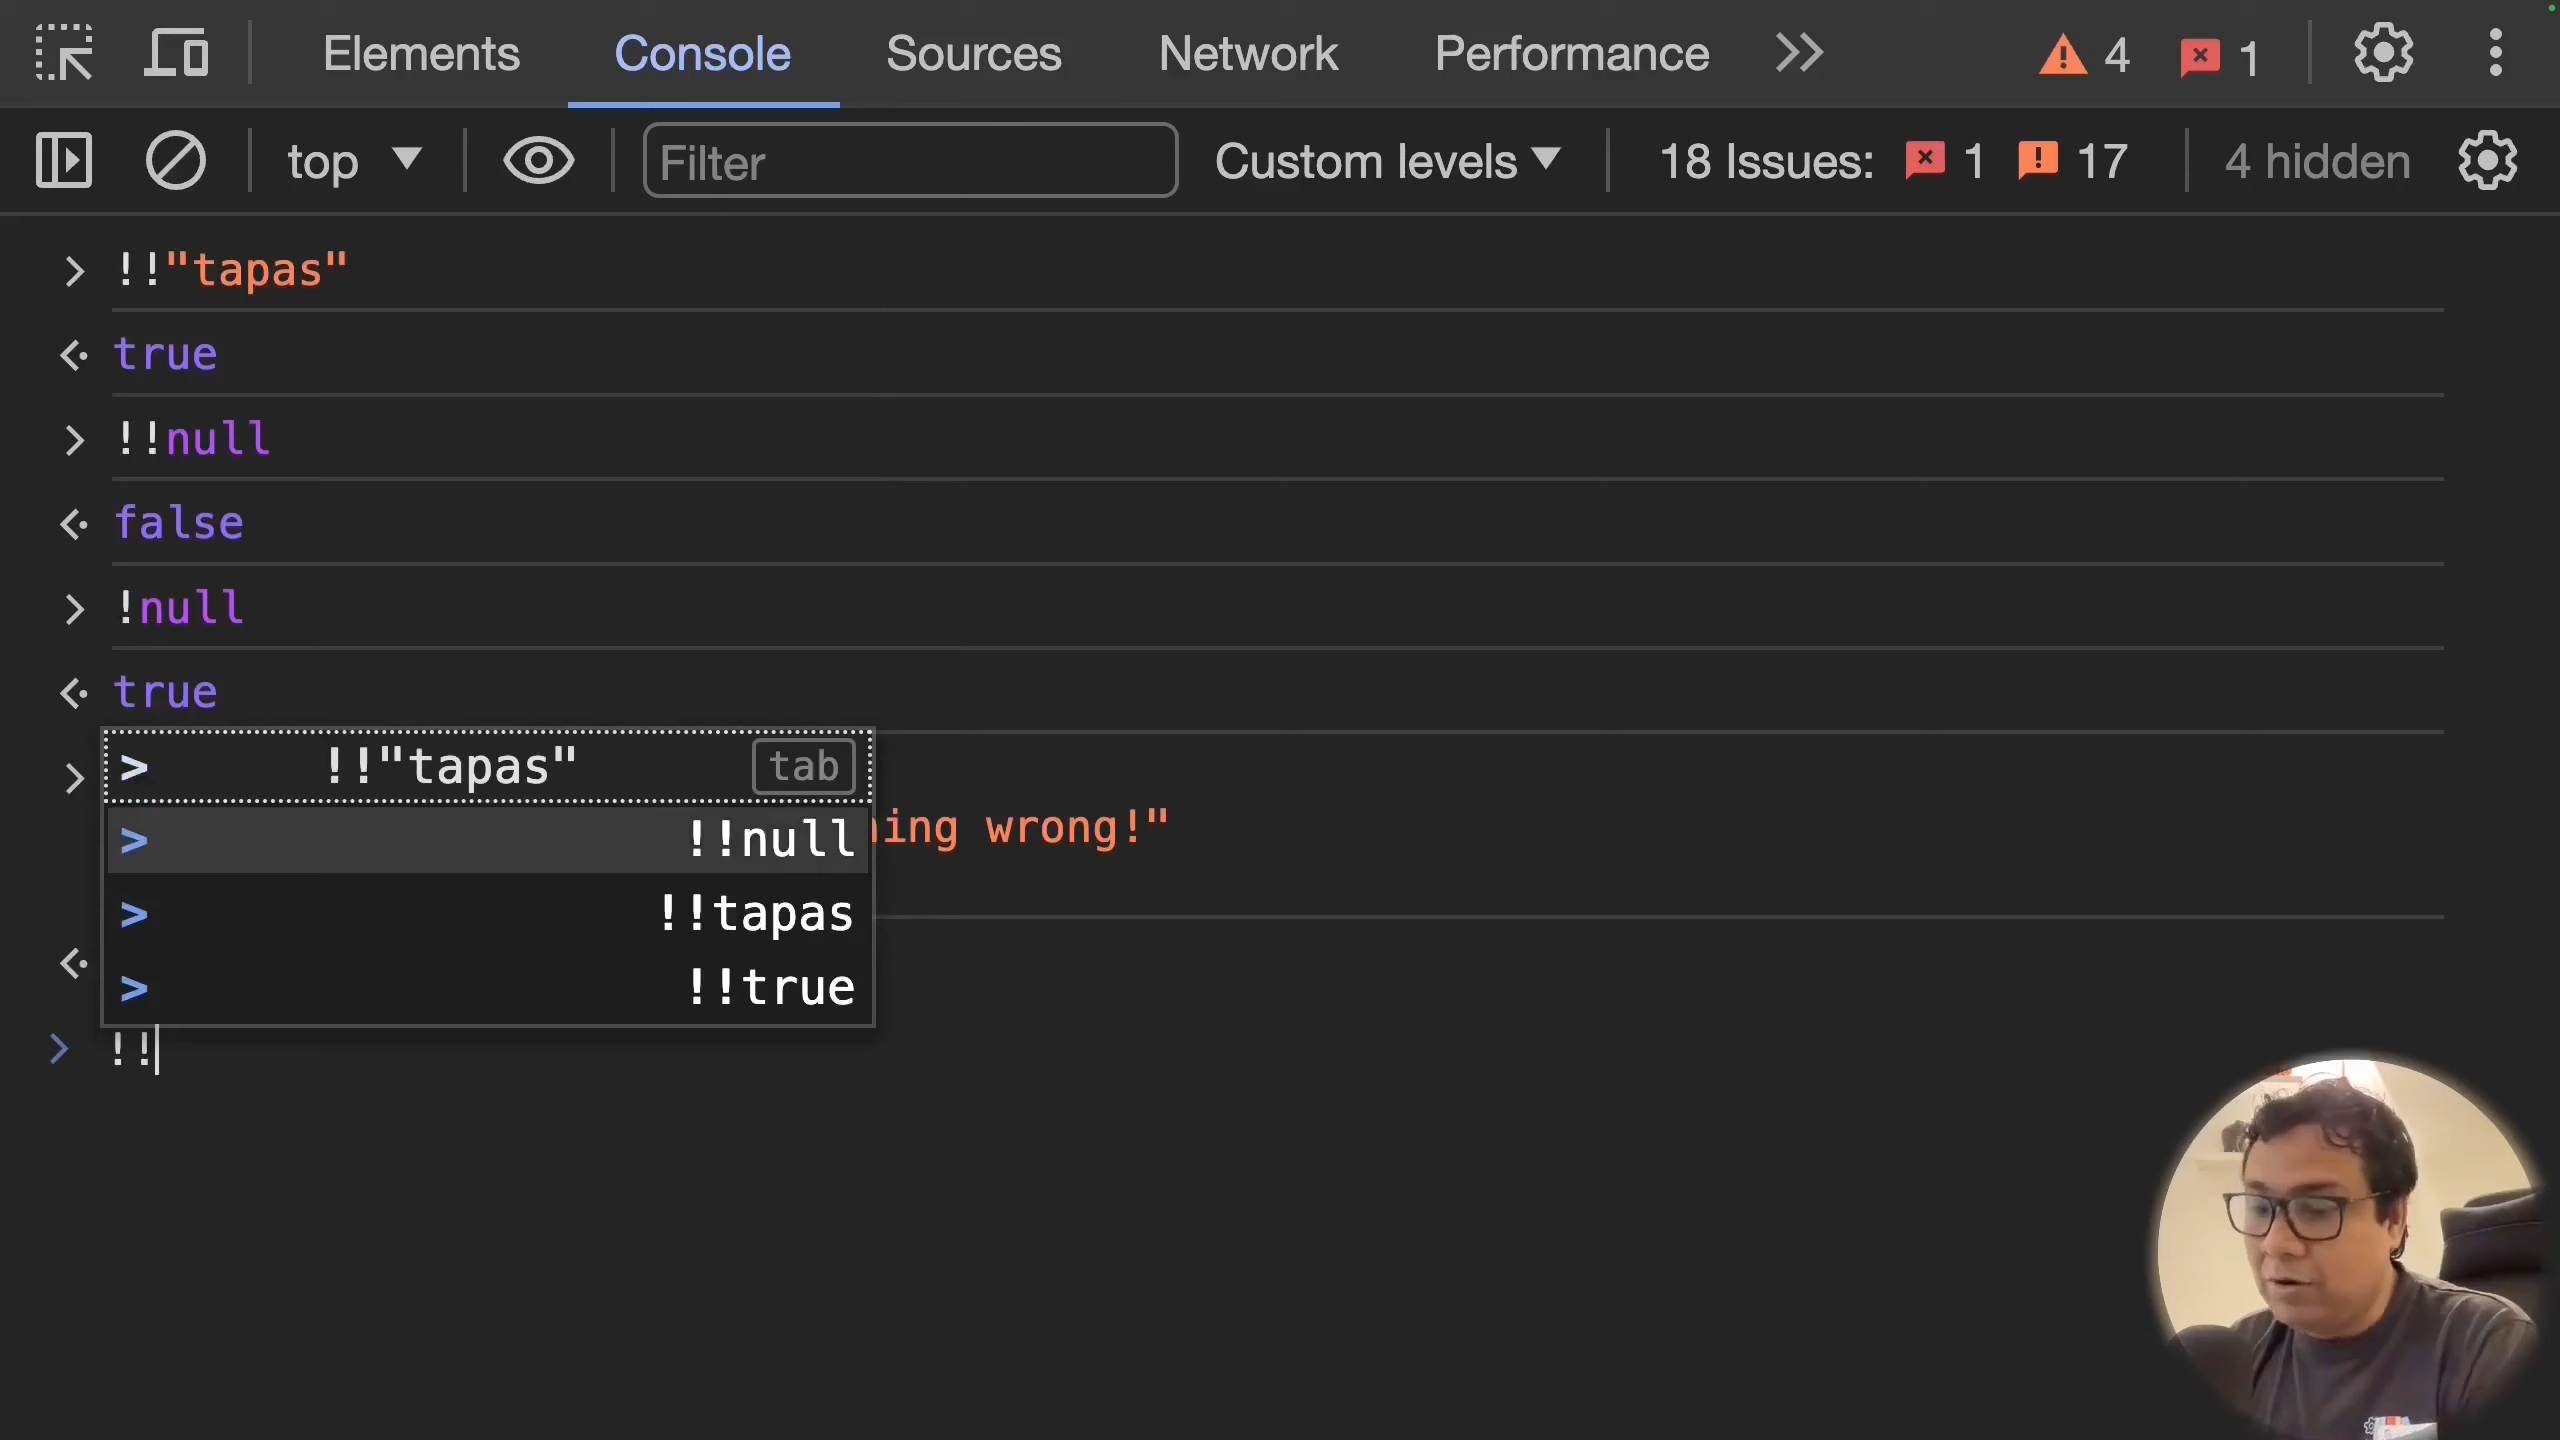 Elements Console Sources Network Performance 4 1
top Filter Custom levels 18 Issues: 1 17 4 hidden
> !!"tapas"
true
> !!null
false
> !null
true
> !!"tapas" tab
> !!null
wrong!"
> !!tapas
> !!true
> !!